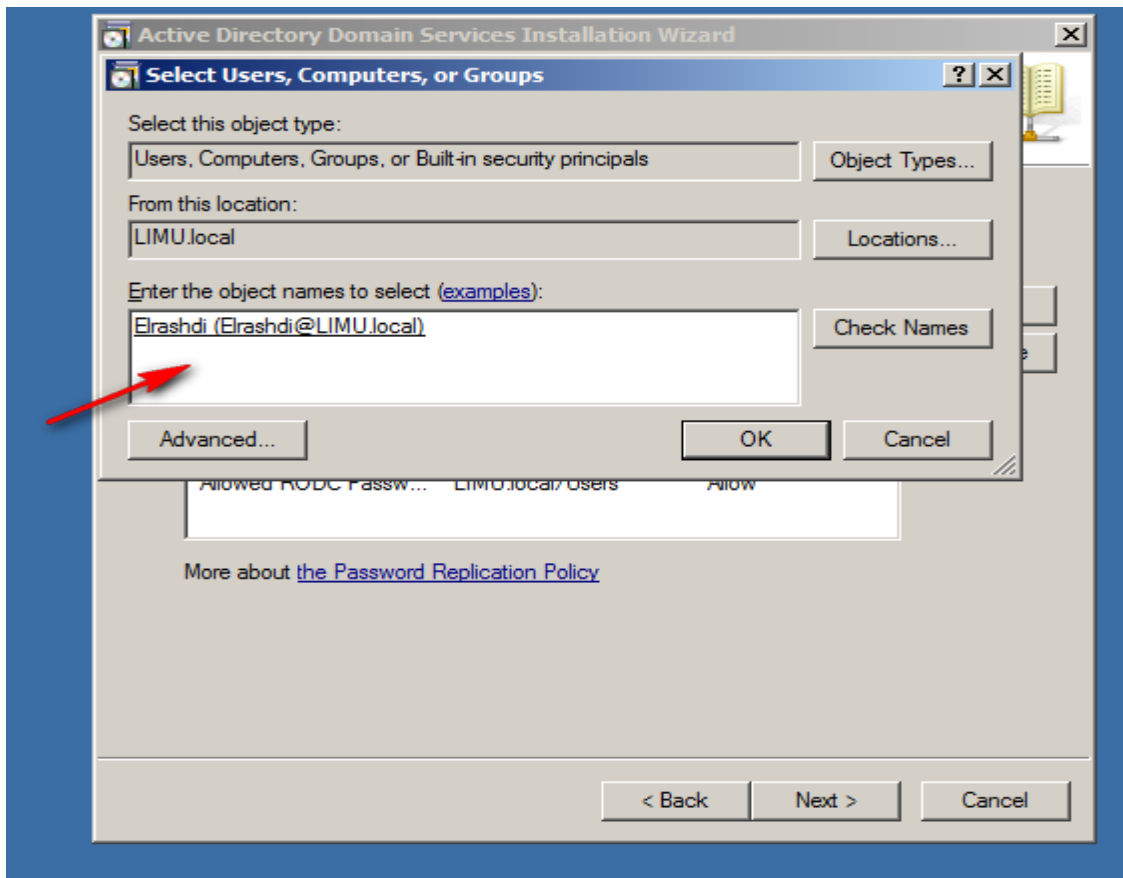 Active Directory Domain Services Installation Wizard
Select Users, Computers, or Groups
Select this object type:
Users, Computers, Groups, or Built-in security principals
Object Types...
From this location:
LIMU.local
Locations...
Enter the object names to select (examples):
Elrashdi (Elrashdi@LIMU.local)
Check Names
Advanced...
OK
Cancel
Allowed RODC Passw... LIMU.local/Users Allow
More about the Password Replication Policy
< Back
Next >
Cancel